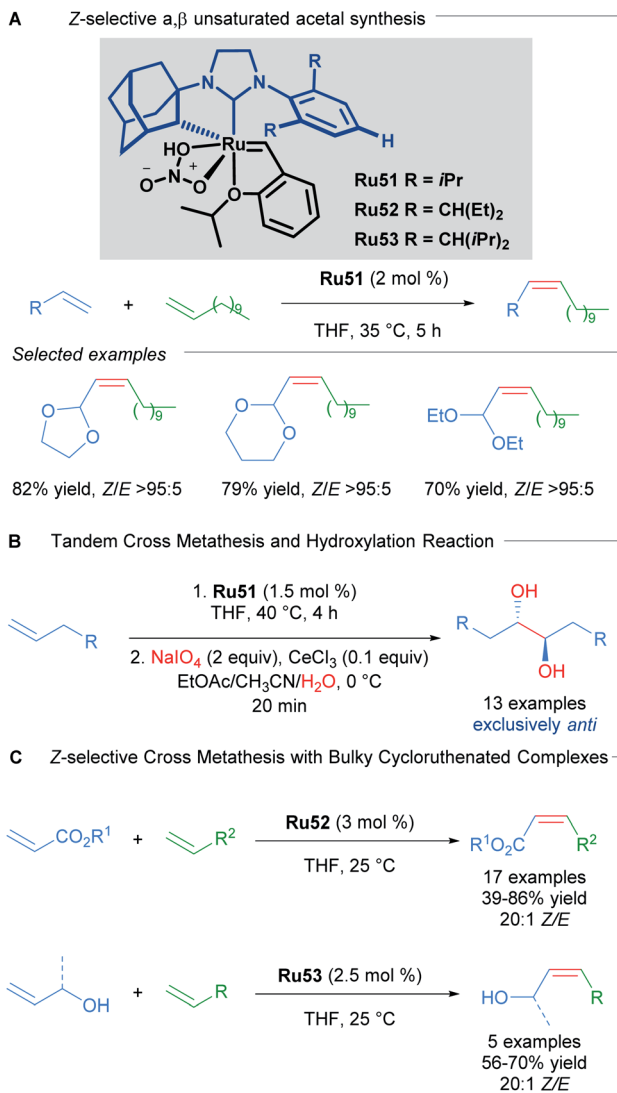 A Z-selective a,β unsaturated acetal synthesis
R
N N
R
H
HO Ru
− N +
O O
O
Ru51 R = iPr
Ru52 R = CH(Et)2
Ru53 R = CH(iPr)2
R + ( )9 Ru51 (2 mol %) R ( )9
THF, 35 °C, 5 h
Selected examples
O O ( )9
O O ( )9
EtO OEt ( )9
82% yield, Z/E >95:5 79% yield, Z/E >95:5 70% yield, Z/E >95:5
B Tandem Cross Metathesis and Hydroxylation Reaction
1. Ru51 (1.5 mol %)
THF, 40 °C, 4 h
R
2. NaIO4 (2 equiv), CeCl3 (0.1 equiv)
EtOAc/CH3CN/H2O, 0 °C
20 min
OH
R R
OH
13 examples
exclusively anti
C Z-selective Cross Metathesis with Bulky Cycloruthenated Complexes
CO2R1 + R2 Ru52 (3 mol %) R1O2C R2
THF, 25 °C
17 examples
39-86% yield
20:1 Z/E
OH + R Ru53 (2.5 mol %) HO R
THF, 25 °C
5 examples
56-70% yield
20:1 Z/E